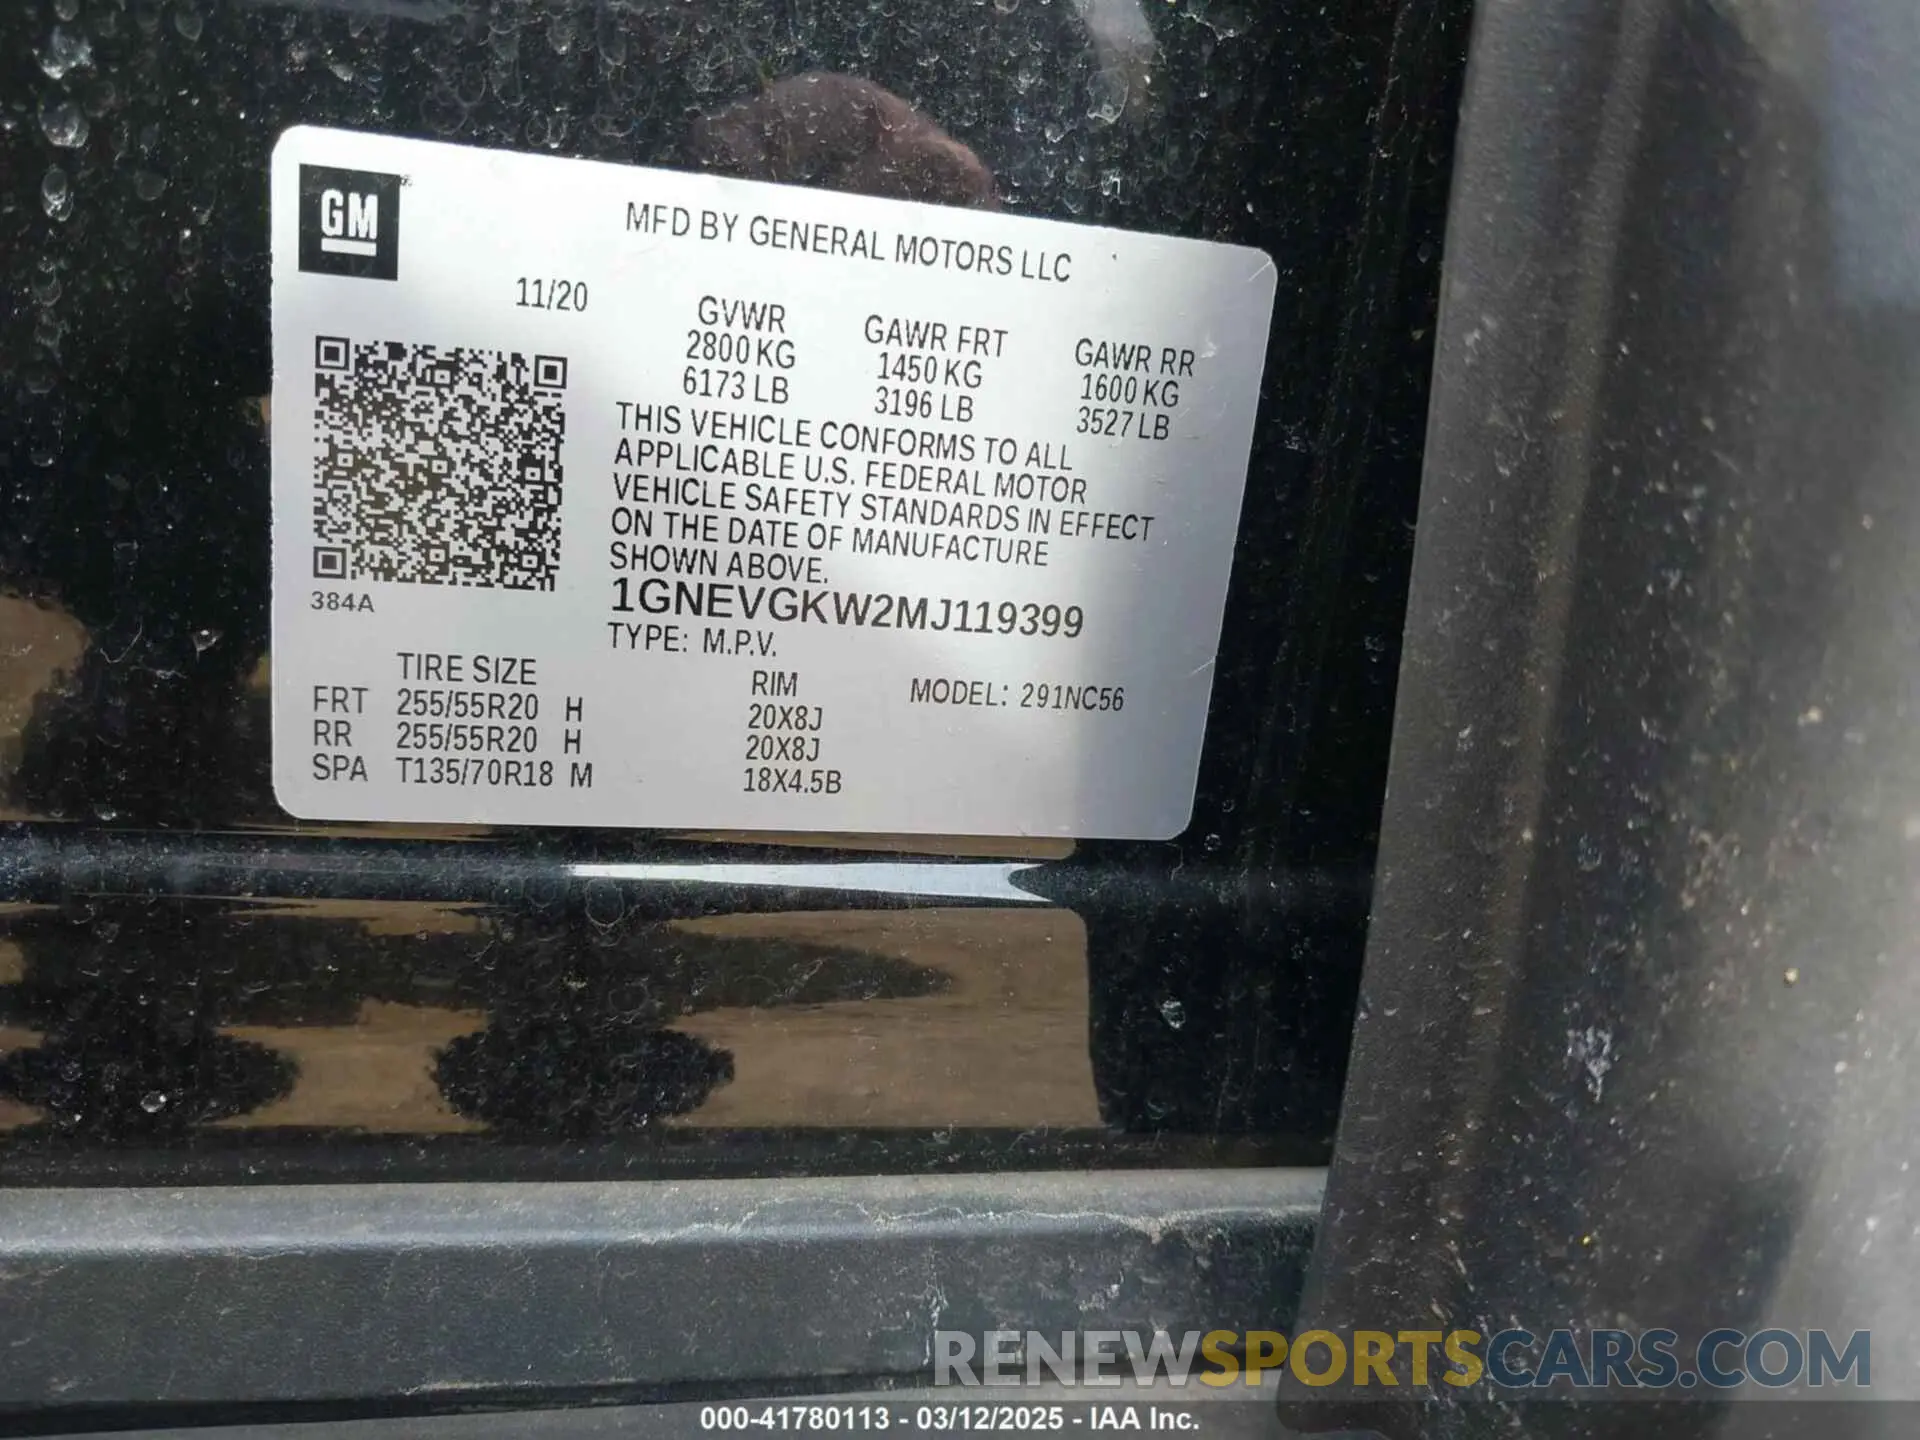 GM
MFD BY GENERAL MOTORS LLC
11/20
GVWR GAWR FRT GAWR RR
2800 KG 1450 KG 1600 KG
6173 LB 3196 LB 3527 LB
THIS VEHICLE CONFORMS TO ALL
APPLICABLE U.S. FEDERAL MOTOR
VEHICLE SAFETY STANDARDS IN EFFECT
ON THE DATE OF MANUFACTURE
SHOWN ABOVE.
384A
1GNEVGKW2MJ119399
TYPE: M.P.V.
TIRE SIZE RIM MODEL: 291NC56
FRT 255/55R20 H 20X8J
RR 255/55R20 H 20X8J
SPA T135/70R18 M 18X4.5B
RENEWSPORTSCARS.COM
000-41780113 - 03/12/2025 - IAA Inc.